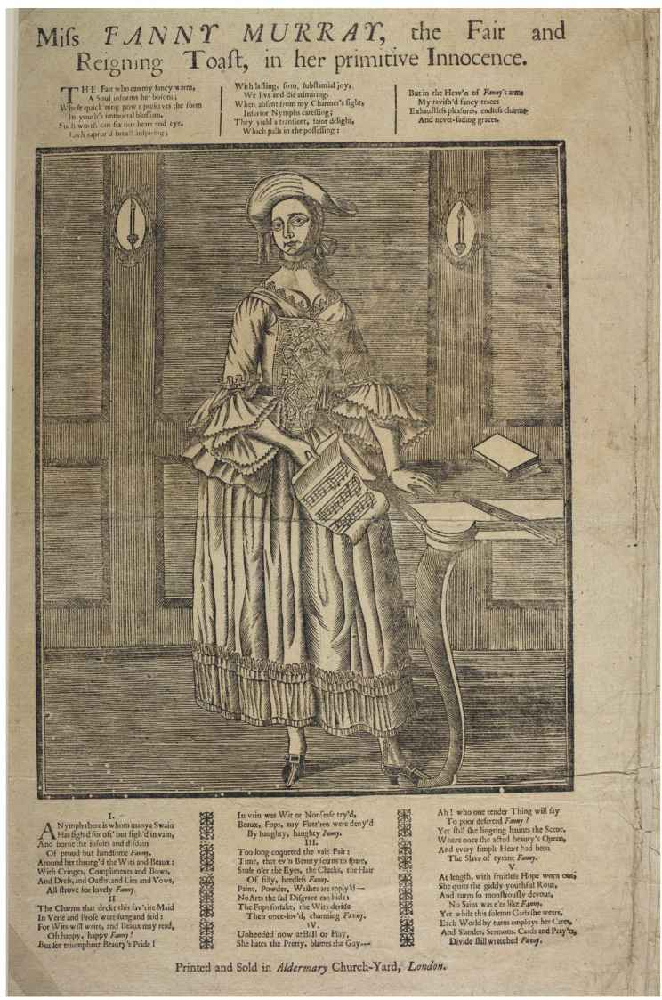 Miſs FANNY MURRAY, the Fair and
Reigning Toaſt, in her primitive Innocence.
THE Fair who can my fancy warm,
A Soul informs her boſom;
Whoſe quick'ning pow'r preſerves the form
In youth's immortal bloſſom,
Such worth can fix our heart and eye,
Each raptur'd breaſt inſpiring;
With laſting, firm, ſubſtantial joy,
We live and die admiring.
When abſent from my Charmer's ſight,
Inferior Nymphs careſſing;
They yield a tranſient, faint delight,
Which palls in the poſſeſſing:
But in the Heav'n of Fanny's arms
My raviſh'd fancy traces
Exhauſtleſs pleaſures, endleſs charms
And never-fading graces.
I.
A Nymph there is whom many a Swain
Has ſigh'd for oft' but ſigh'd in vain,
And borne the inſults and diſdain
Of proud but handſome Fanny.
Around her throng'd the Wits and Beaux:
With Cringes, Compliments and Bows,
And Dreſs, and Oaths, and Lies and Vows,
All ſtrove for lovely Fanny.
II
The Charms that deckt this fav'rite Maid
In Verſe and Proſe were ſung and ſaid:
For Wits will write, and Beaux may read,
Oh happy, happy Fanny!
But ſee triumphant Beauty's Pride!
In vain was Wit or Nonſenſe try'd,
Beaux, Fops, nay Flatt'ren were deny'd
By haughty, haughty Fanny.
III.
Too long coquetted the vain Fair:
Time, that ev'n Beauty ſcorns to ſpare,
Stole o'er the Eyes, the Cheeks, the Hair
Of ſilly, heedleſs Fanny.
Paint, Powder, Waſhes are apply'd—
No Arts the ſad Diſgrace can hide:
The Fops forſake, the Wits deride
Their once-lov'd, charming Fanny.
IV.
Unheeded now at Ball or Play,
She hates the Pretty, blames the Gay—
Ah! who one tender Thing will ſay
To poor deſerted Fanny?
Yet ſtill ſhe lingring haunts the Scene,
Where once ſhe acted beauty's Queen,
And every ſimple Heart had been
The Slave of tyrant Fanny.
V
At length, with fruitleſs Hope worn out,
She quits the giddy youthful Rout,
And turns ſo monſtrouſly devout,
No Saint was e'er like Fanny.
Yet while this ſolemn Carls ſhe wears,
Each World by turns employs her Cares,
And Slander, Sermons, Cards and Pray'rs,
Divide ſtill wretched Fanny.
Printed and Sold in Aldermary Church-Yard, London.